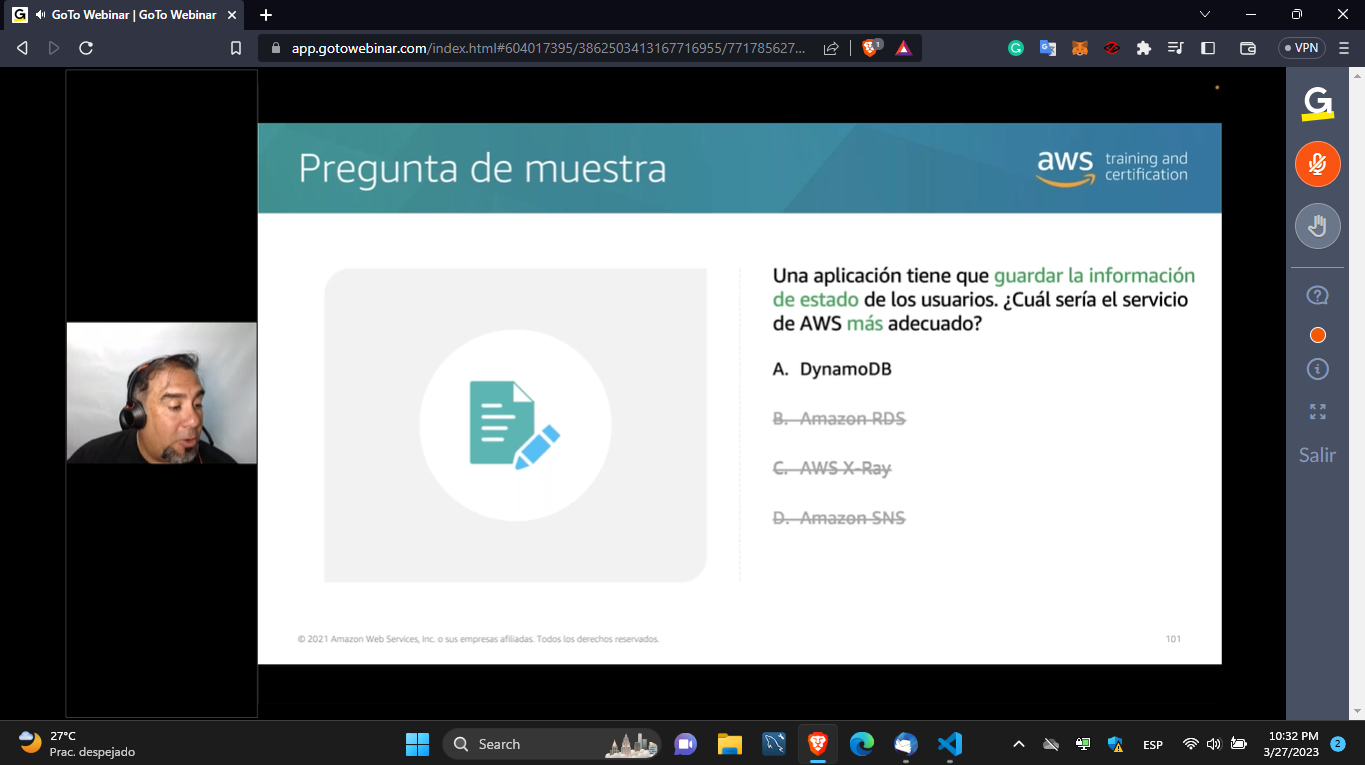 G GoTo Webinar | GoTo Webinar
app.gotowebinar.com/index.html#604017395/3862503413167716955/771785627...
1
VPN
G
Pregunta de muestra
aws training and
certification
Una aplicación tiene que guardar la información
de estado de los usuarios. ¿Cuál sería el servicio
de AWS más adecuado?
A. DynamoDB
B. Amazon RDS
C. AWS X-Ray
D. Amazon SNS
Salir
© 2021 Amazon Web Services, Inc. o sus empresas afiliadas. Todos los derechos reservados.
101
27°C
Prac. despejado
Search
ESP
10:32 PM
3/27/2023
2